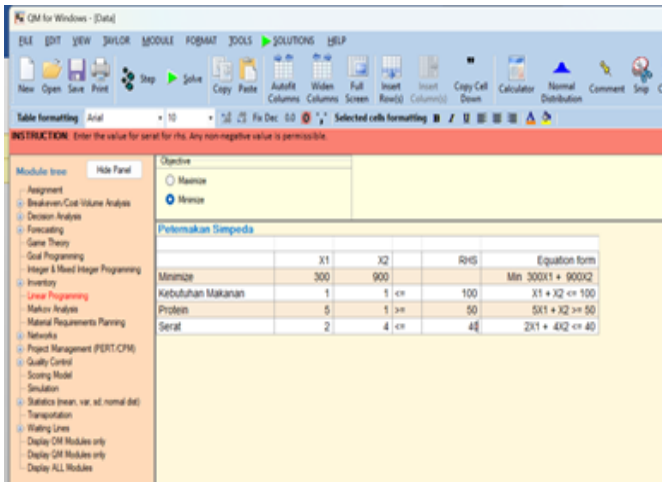 QM for Windows - [Data]
FILE EDIT VIEW TAYLOR MODULE FORMAT TOOLS SOLUTIONS HELP
New Open Save Print Step Solve Copy Paste Autofit Columns Widen Columns Full Screen Insert Row(s) Insert Column(s) Copy Cell Down Calculator Normal Distribution Comment Snip
Table formatting Arial 10 Fix Dec 0.0 Selected cells formatting B I U
INSTRUCTION: Enter the value for serat for rhs. Any non-negative value is permissible.
Module tree Hide Panel
Assignment
Breakeven/Cost-Volume Analysis
Decision Analysis
Forecasting
Game Theory
Goal Programming
Integer & Mixed Integer Programming
Inventory
Linear Programming
Markov Analysis
Material Requirements Planning
Networks
Project Management (PERT/CPM)
Quality Control
Scoring Model
Simulation
Statistics (mean, var, sd, normal dist)
Transportation
Waiting Lines
Display OM Modules only
Display QM Modules only
Display ALL Modules
Objective
Maximize
Minimize
Peternakan Simpeda
X1 X2 RHS Equation form
Minimize 300 900 Min 300X1 + 900X2
Kebutuhan Makanan 1 1 <= 100 X1 + X2 <= 100
Protein 5 1 >= 50 5X1 + X2 >= 50
Serat 2 4 <= 40 2X1 + 4X2 <= 40